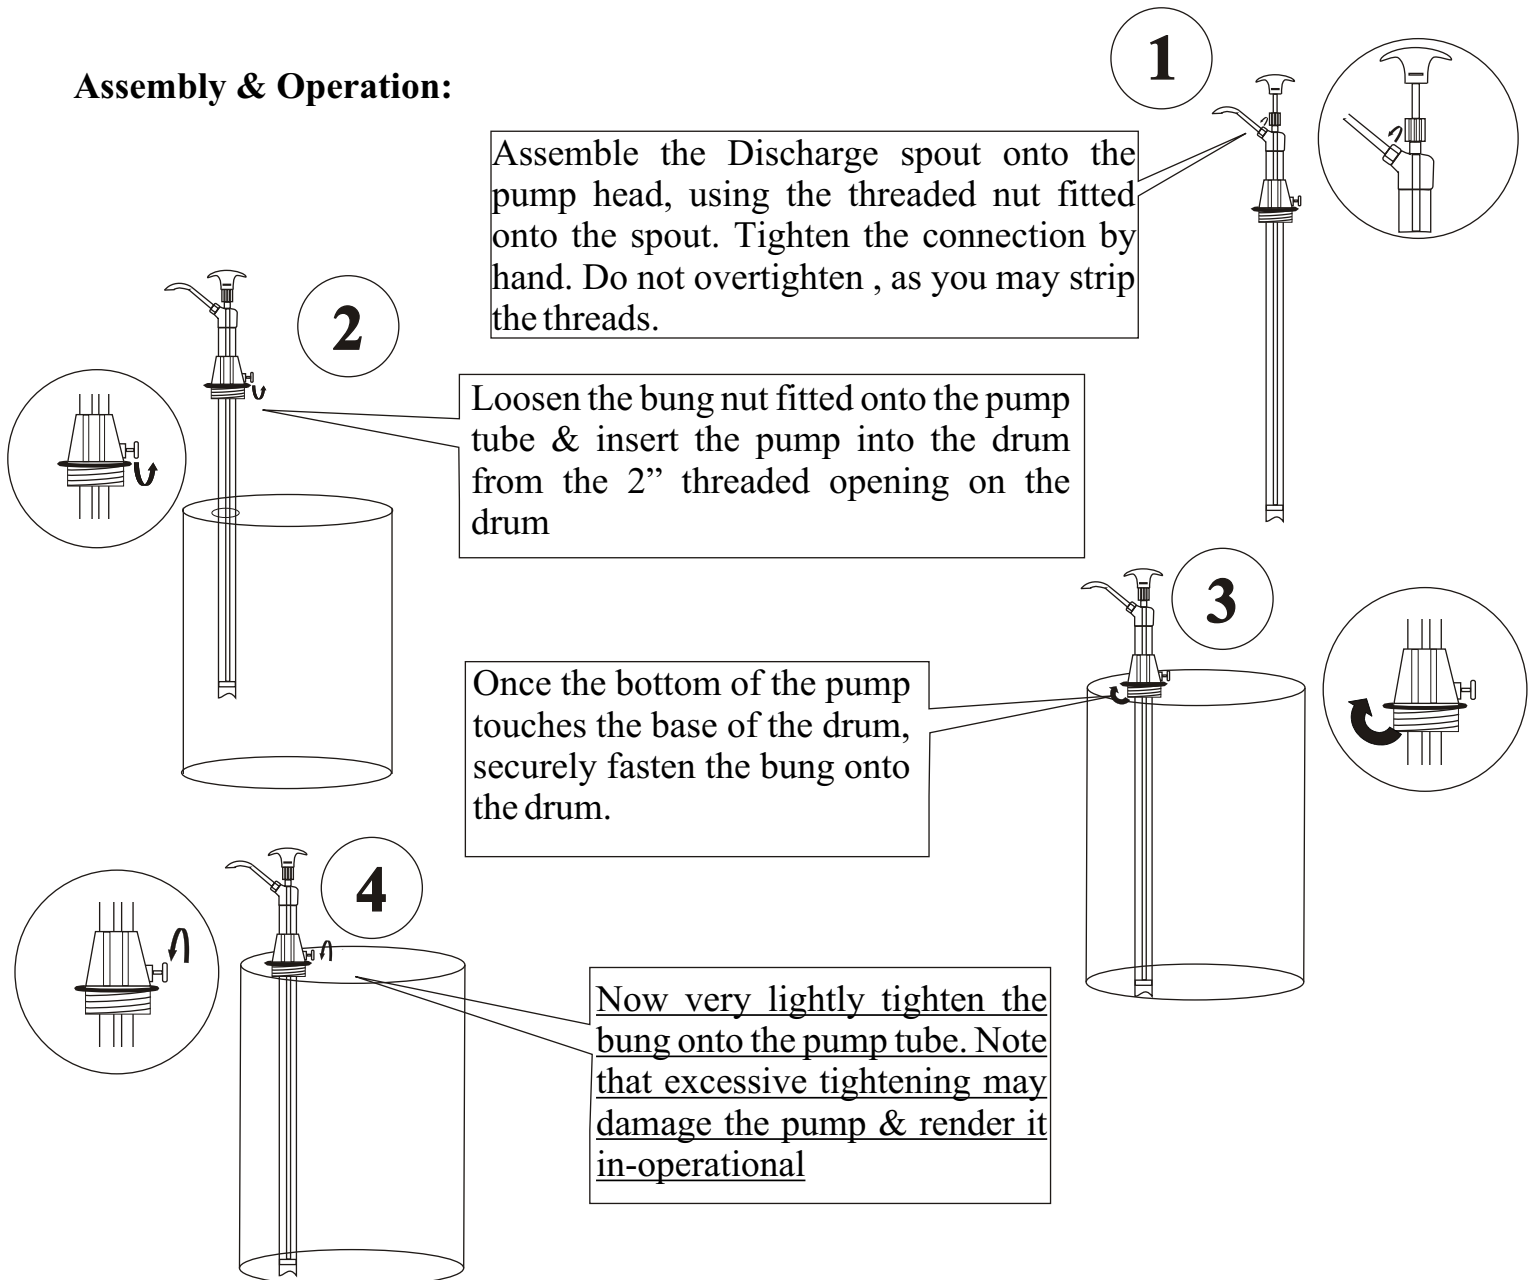 Assembly & Operation:
1
Assemble the Discharge spout onto the
pump head, using the threaded nut fitted
onto the spout. Tighten the connection by
hand. Do not overtighten , as you may strip
the threads.
2
Loosen the bung nut fitted onto the pump
tube & insert the pump into the drum
from the 2” threaded opening on the
drum
3
Once the bottom of the pump
touches the base of the drum,
securely fasten the bung onto
the drum.
4
Now very lightly tighten the
bung onto the pump tube. Note
that excessive tightening may
damage the pump & render it
in-operational